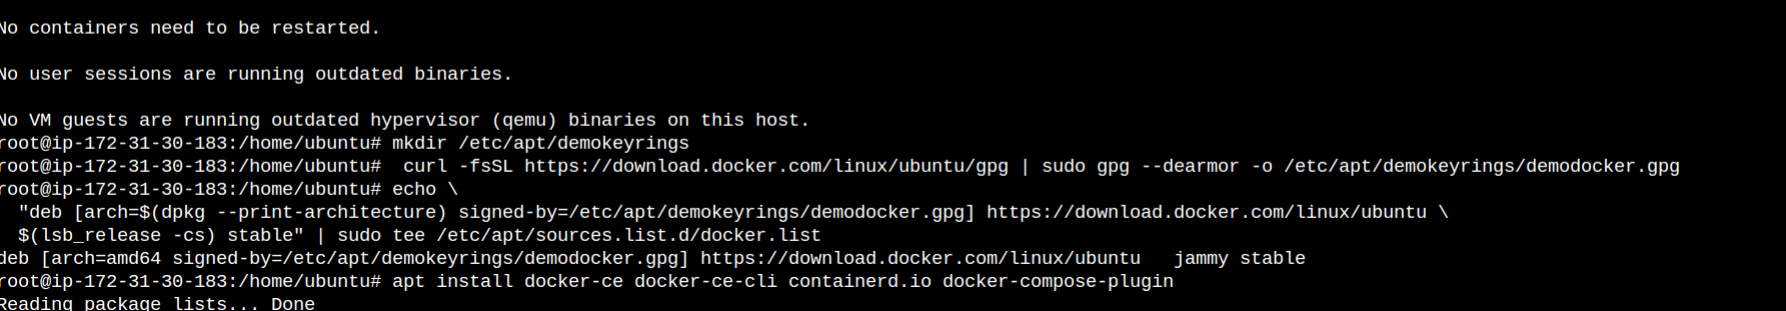 No containers need to be restarted.
No user sessions are running outdated binaries.
No VM guests are running outdated hypervisor (qemu) binaries on this host.
root@ip-172-31-30-183:/home/ubuntu# mkdir /etc/apt/demokeyrings
root@ip-172-31-30-183:/home/ubuntu#  curl -fsSL https://download.docker.com/linux/ubuntu/gpg | sudo gpg --dearmor -o /etc/apt/demokeyrings/demodocker.gpg
root@ip-172-31-30-183:/home/ubuntu# echo \
  "deb [arch=$(dpkg --print-architecture) signed-by=/etc/apt/demokeyrings/demodocker.gpg] https://download.docker.com/linux/ubuntu \
  $(lsb_release -cs) stable" | sudo tee /etc/apt/sources.list.d/docker.list
deb [arch=amd64 signed-by=/etc/apt/demokeyrings/demodocker.gpg] https://download.docker.com/linux/ubuntu   jammy stable
root@ip-172-31-30-183:/home/ubuntu# apt install docker-ce docker-ce-cli containerd.io docker-compose-plugin
Reading package lists... Done